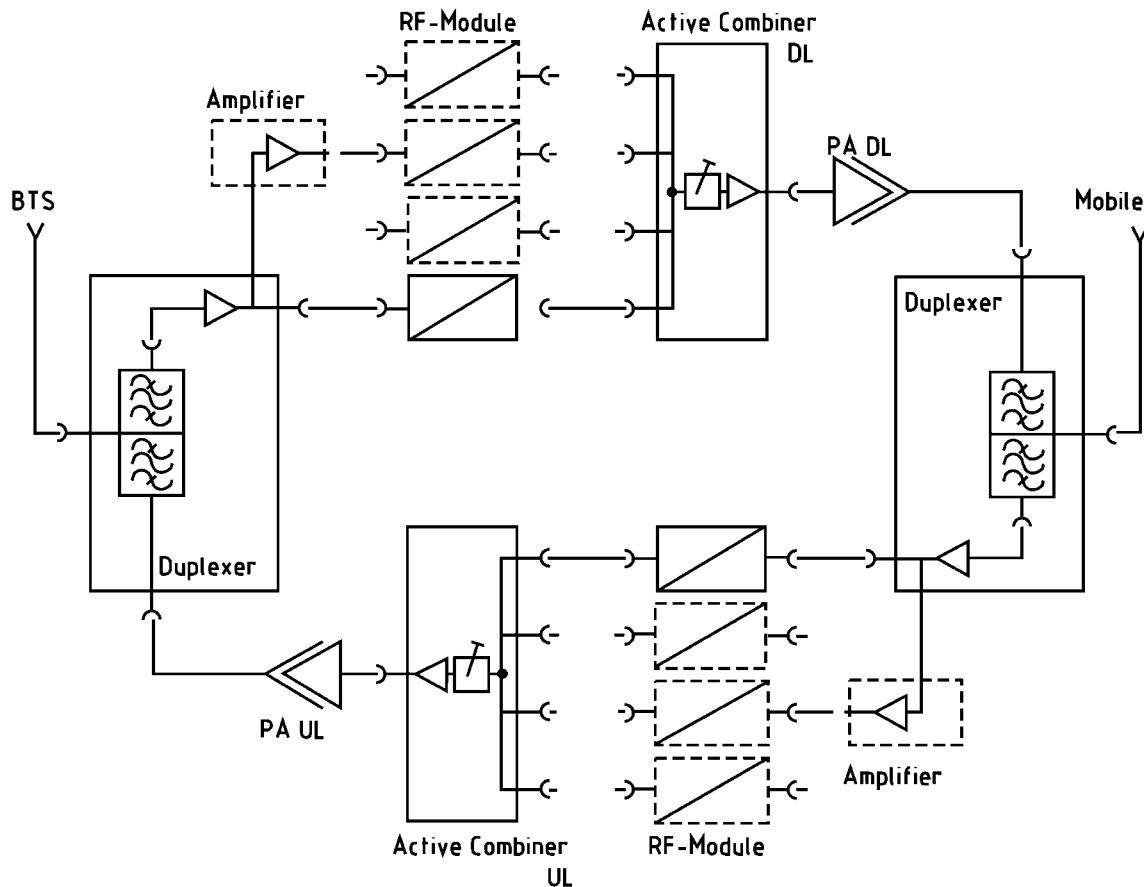 RF-Module
Active Combiner
DL
Amplifier
PA DL
BTS
Mobile
Duplexer
Duplexer
PA UL
Amplifier
Active Combiner
UL
RF-Module